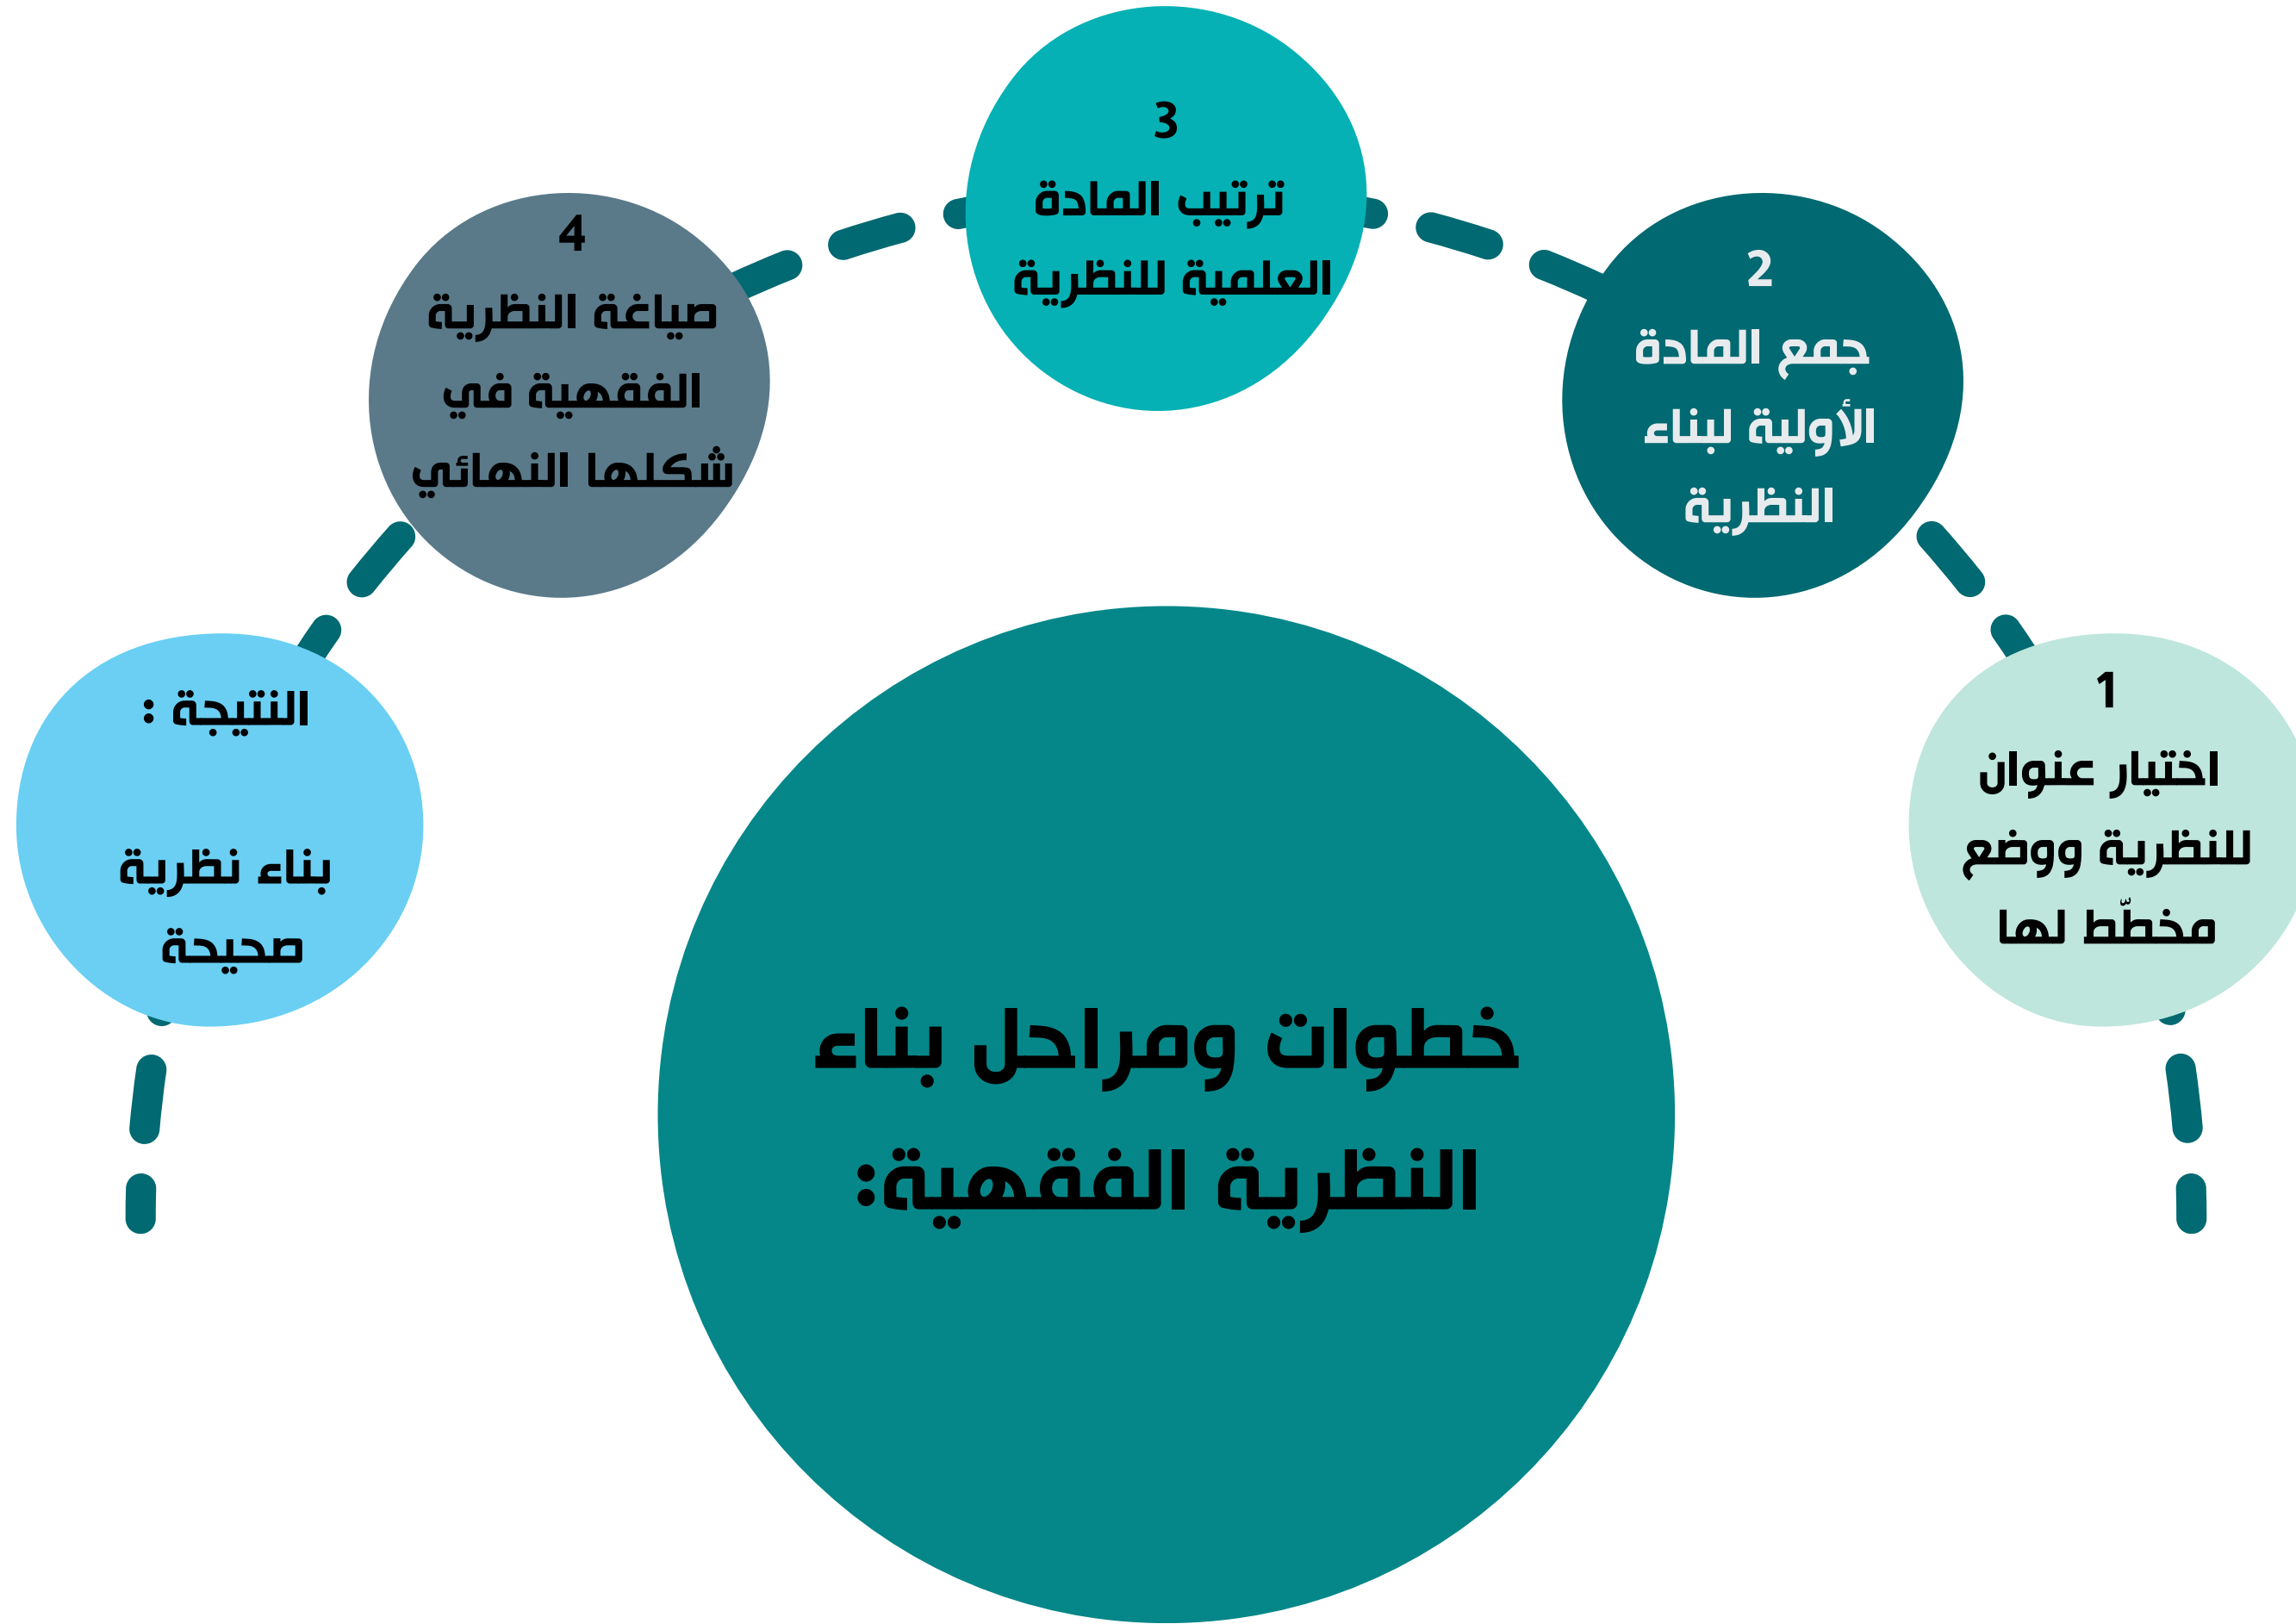 خطوات ومراحل بناء
النظرية الفقهية:
1
اختيار عنوان
للنظرية ووضع
مخطّط لها
2
جمع المادة
الأولية لبناء
النظرية
3
ترتيب المادة
العلمية للنظرية
4
صياغة النظرية
الفقهية في
شكلها النهائي
النتيجة :
بناء نظرية
صحيحة